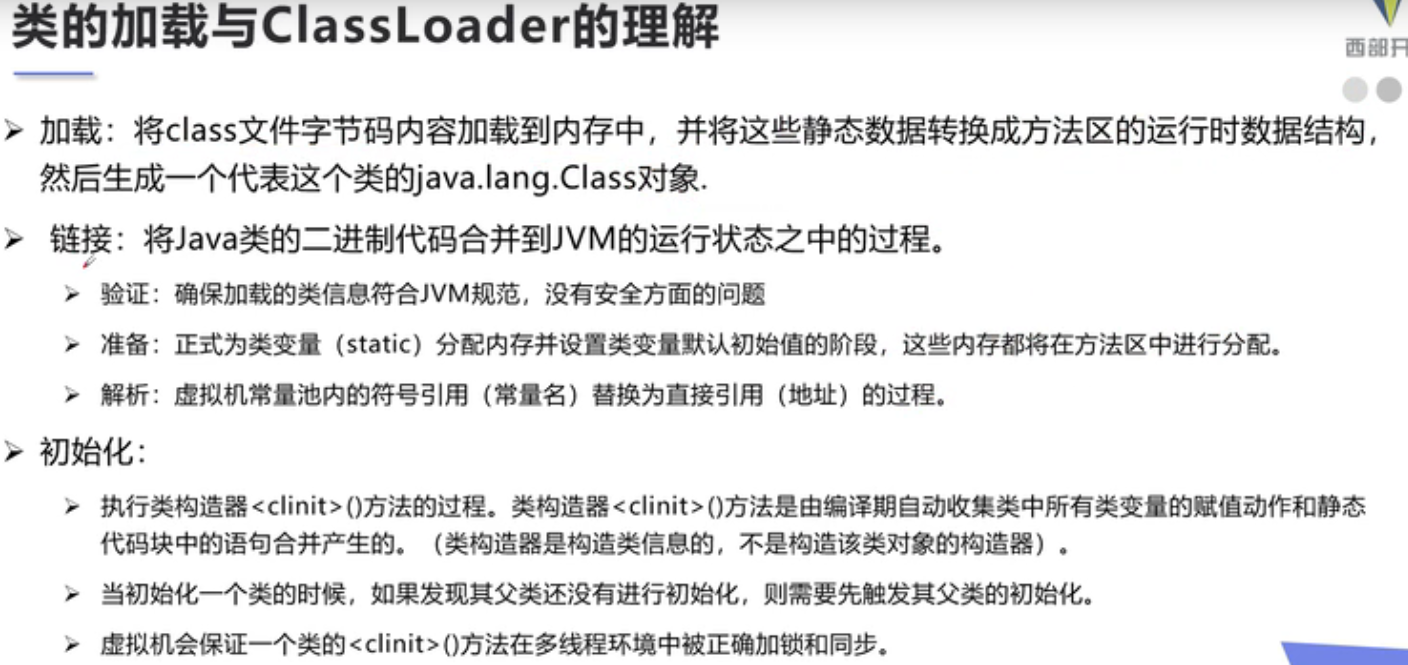 类的加载与ClassLoader的理解
西部开
加载：将class文件字节码内容加载到内存中，并将这些静态数据转换成方法区的运行时数据结构，
然后生成一个代表这个类的java.lang.Class对象.
链接：将Java类的二进制代码合并到JVM的运行状态之中的过程。
验证：确保加载的类信息符合JVM规范，没有安全方面的问题
准备：正式为类变量（static）分配内存并设置类变量默认初始值的阶段，这些内存都将在方法区中进行分配。
解析：虚拟机常量池内的符号引用（常量名）替换为直接引用（地址）的过程。
初始化：
执行类构造器<clinit>()方法的过程。类构造器<clinit>()方法是由编译期自动收集类中所有类变量的赋值动作和静态
代码块中的语句合并产生的。（类构造器是构造类信息的，不是构造该类对象的构造器）。
当初始化一个类的时候，如果发现其父类还没有进行初始化，则需要先触发其父类的初始化。
虚拟机会保证一个类的<clinit>()方法在多线程环境中被正确加锁和同步。